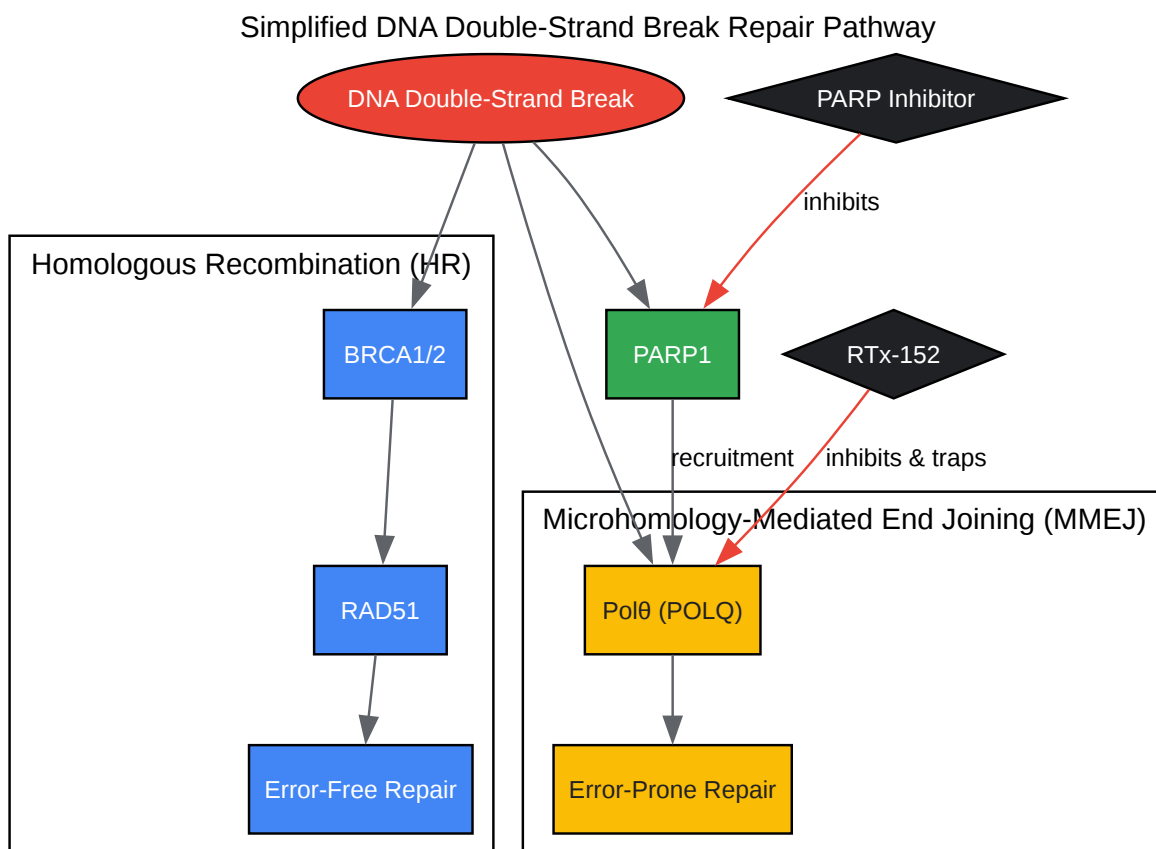 Simplified DNA Double-Strand Break Repair Pathway
DNA Double-Strand Break
PARP Inhibitor
inhibits
Homologous Recombination (HR)
BRCA1/2
PARP1
RTx-152
recruitment
inhibits & traps
Microhomology-Mediated End Joining (MMEJ)
RAD51
Polθ (POLQ)
Error-Free Repair
Error-Prone Repair